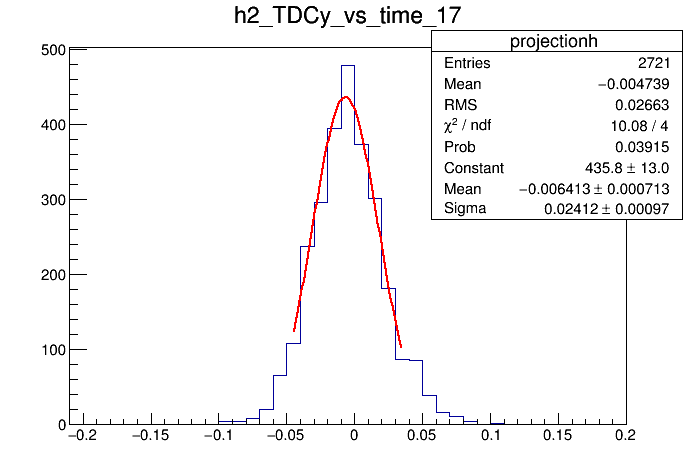 h2_TDCy_vs_time_17
projectionh
Entries 2721
Mean −0.004739
RMS 0.02663
χ² / ndf 10.08 / 4
Prob 0.03915
Constant 435.8 ± 13.0
Mean −0.006413 ± 0.000713
Sigma 0.02412 ± 0.00097
500
400
300
200
100
0
−0.2 −0.15 −0.1 −0.05 0 0.05 0.1 0.15 0.2